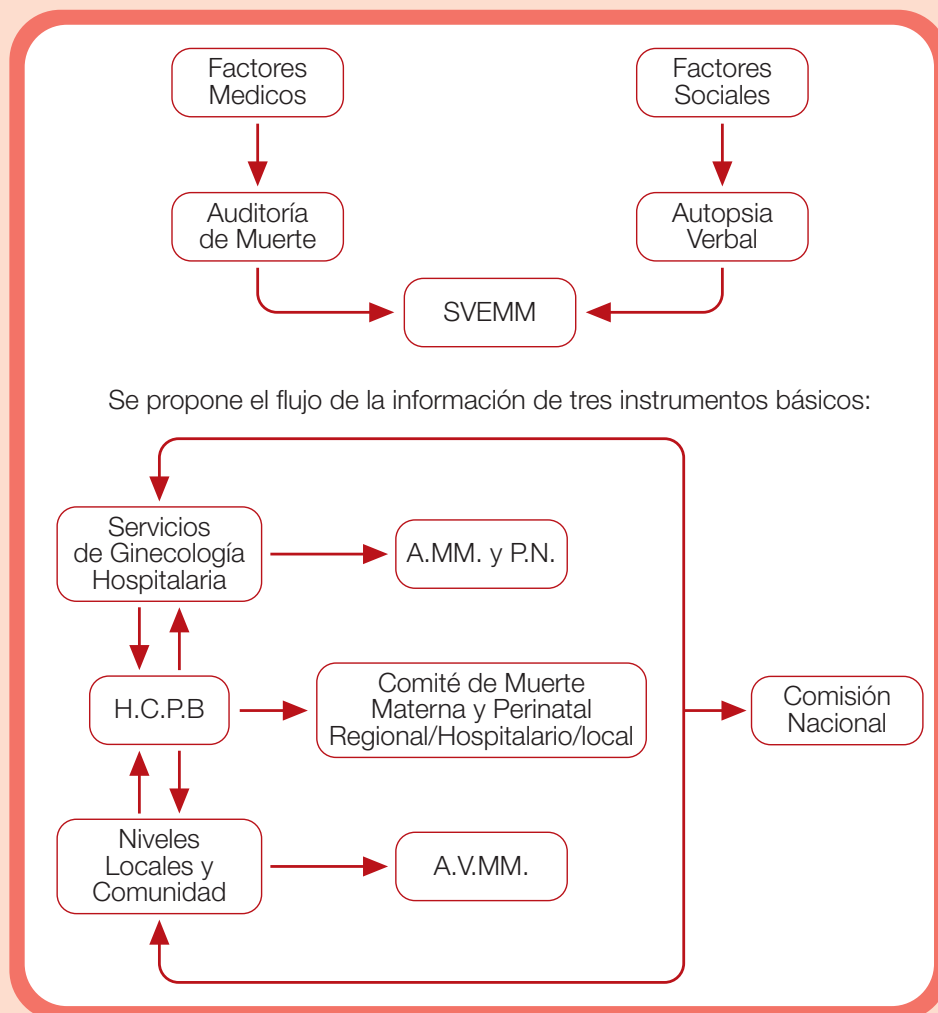 Factores
Medicos
Factores
Sociales
Auditoría
de Muerte
Autopsia
Verbal
SVEMM
Se propone el flujo de la información de tres instrumentos básicos:
Servicios
de Ginecología
Hospitalaria
A.MM. y P.N.
H.C.P.B
Comité de Muerte
Materna y Perinatal
Regional/Hospitalario/local
Comisión
Nacional
Niveles
Locales y
Comunidad
A.V.MM.